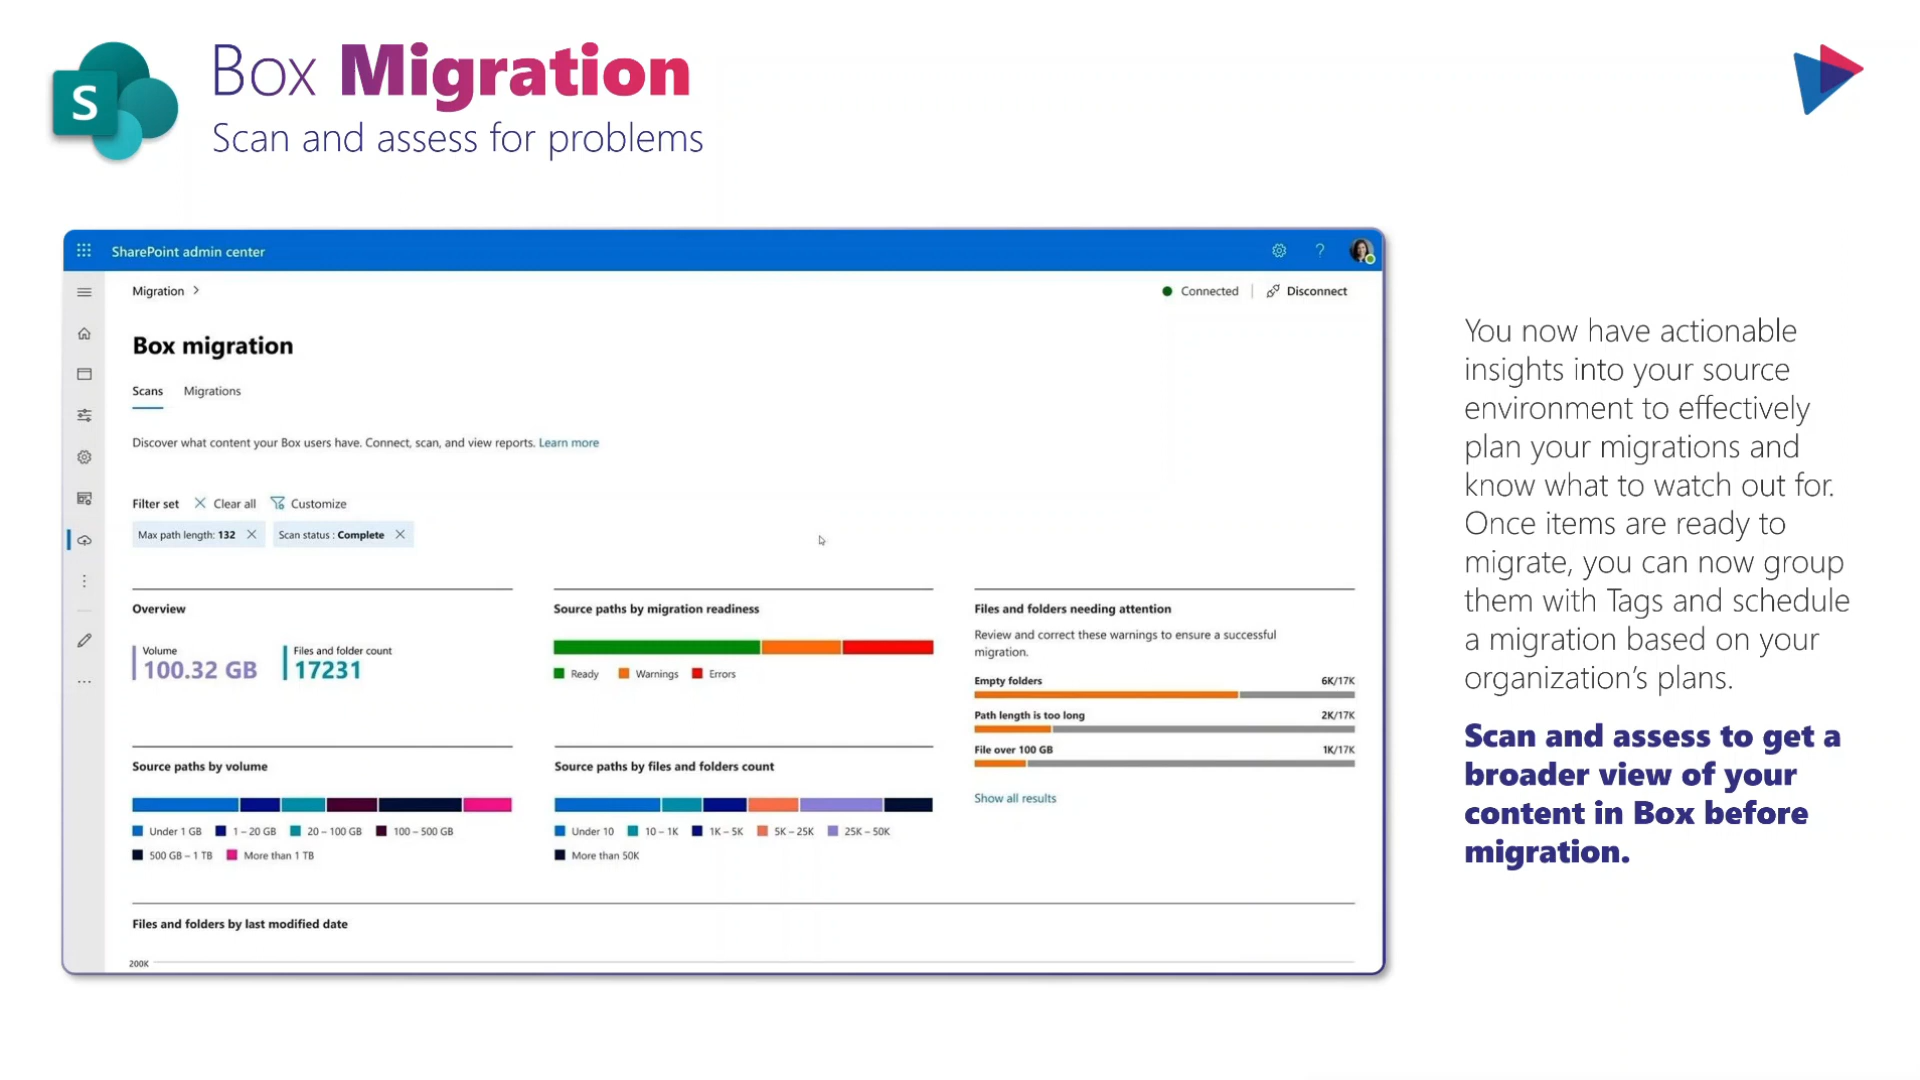 S
Box Migration
Scan and assess for problems
SharePoint admin center
?
Migration >
Connected | Disconnect
Box migration
Scans Migrations
Discover what content your Box users have. Connect, scan, and view reports. Learn more
Filter set Clear all Customize
Max path length: 132 Scan status : Complete
Overview
Volume
100.32 GB
Files and folder count
17231
Source paths by migration readiness
Ready Warnings Errors
Files and folders needing attention
Review and correct these warnings to ensure a successful
migration.
Empty folders 6K/17K
Path length is too long 2K/17K
File over 100 GB 1K/17K
Show all results
Source paths by volume
Under 1 GB 1 – 20 GB 20 – 100 GB 100 – 500 GB
500 GB – 1 TB More than 1 TB
Source paths by files and folders count
Under 10 10 – 1K 1K – 5K 5K – 25K 25K – 50K
More than 50K
Files and folders by last modified date
200K
You now have actionable
insights into your source
environment to effectively
plan your migrations and
know what to watch out for.
Once items are ready to
migrate, you can now group
them with Tags and schedule
a migration based on your
organization's plans.
Scan and assess to get a
broader view of your
content in Box before
migration.